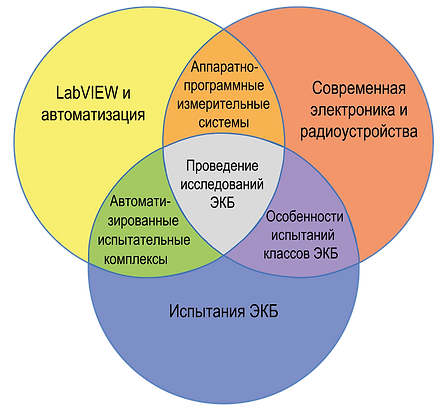 LabVIEW и
автоматизация
Аппаратно-
программные
измерительные
системы
Современная
электроника и
радиоустройства
Проведение
исследований
ЭКБ
Автомати-
зированные
испытательные
комплексы
Особенности
испытаний
классов ЭКБ
Испытания ЭКБ